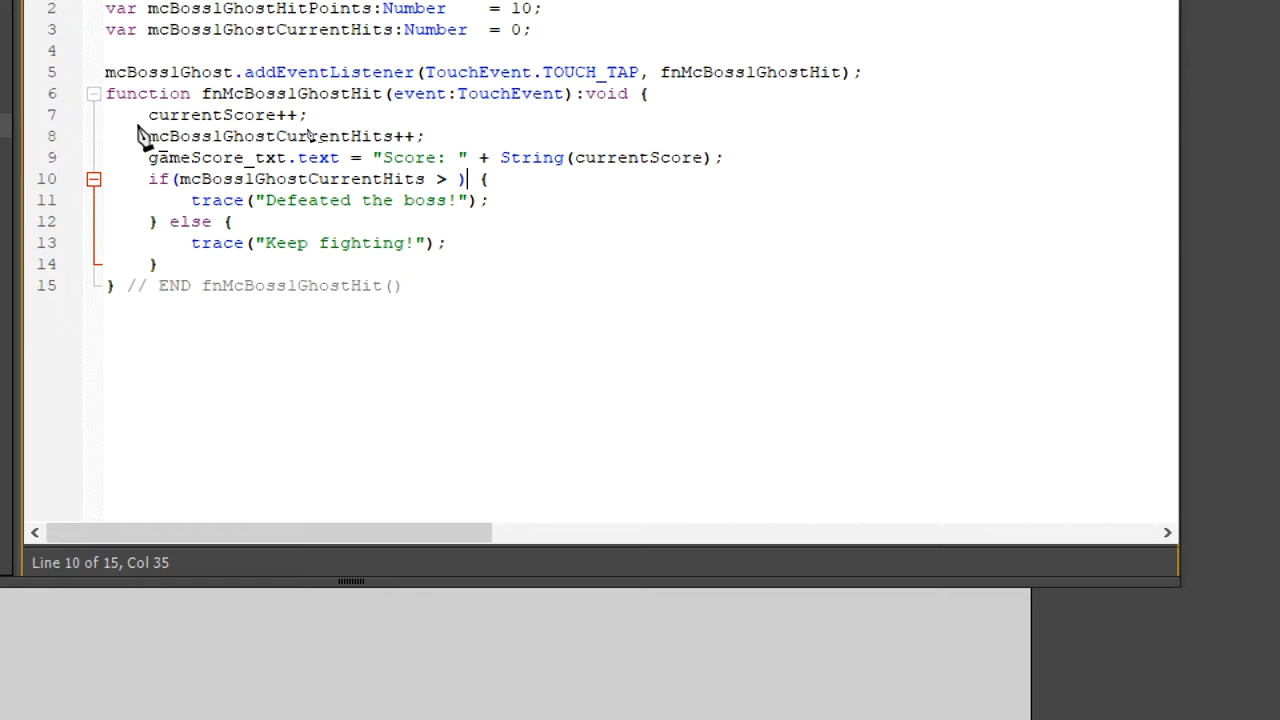 2 var mcBoss1GhostHitPoints:Number = 10;
3 var mcBoss1GhostCurrentHits:Number = 0;
4
5 mcBoss1Ghost.addEventListener(TouchEvent.TOUCH_TAP, fnMcBoss1GhostHit);
6 function fnMcBoss1GhostHit(event:TouchEvent):void {
7 currentScore++;
8 mcBoss1GhostCurrentHits++;
9 gameScore_txt.text = "Score: " + String(currentScore);
10 if(mcBoss1GhostCurrentHits > ) {
11 trace("Defeated the boss!");
12 } else {
13 trace("Keep fighting!");
14 }
15 } // END fnMcBoss1GhostHit()
Line 10 of 15, Col 35